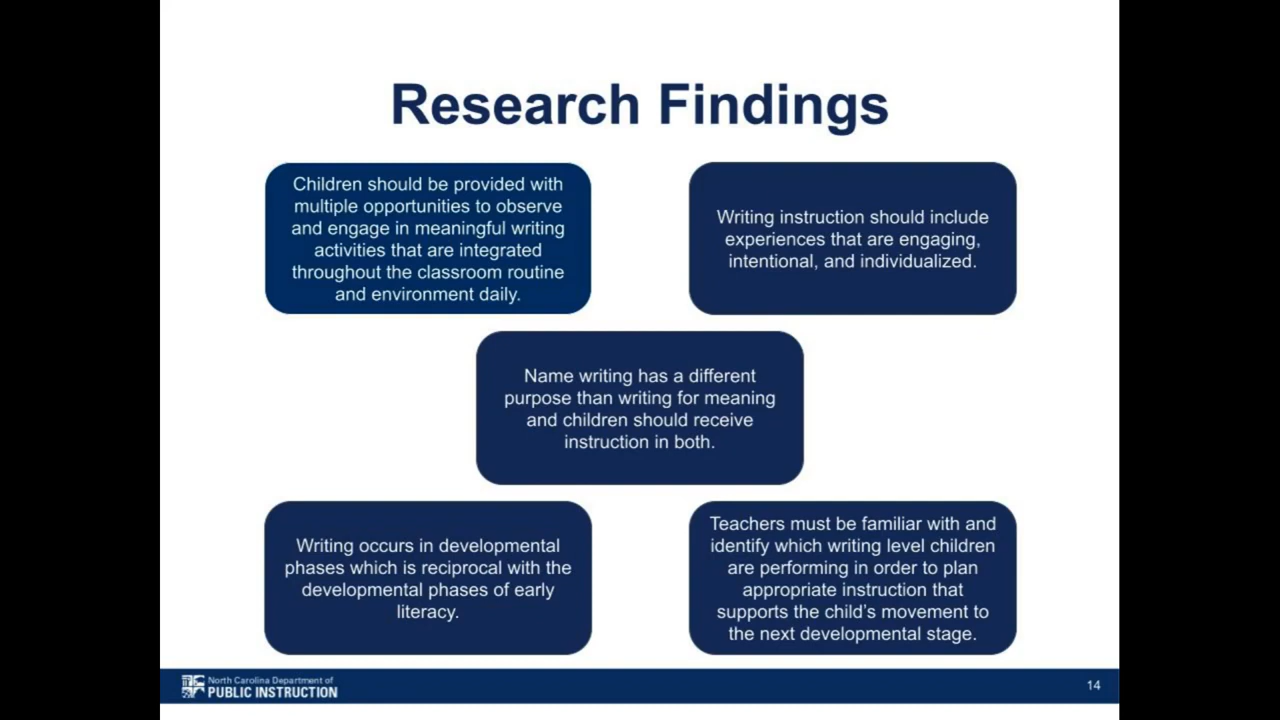 Research Findings
Children should be provided with
multiple opportunities to observe
and engage in meaningful writing
activities that are integrated
throughout the classroom routine
and environment daily.
Writing instruction should include
experiences that are engaging,
intentional, and individualized.
Name writing has a different
purpose than writing for meaning
and children should receive
instruction in both.
Writing occurs in developmental
phases which is reciprocal with the
developmental phases of early
literacy.
Teachers must be familiar with and
identify which writing level children
are performing in order to plan
appropriate instruction that
supports the child's movement to
the next developmental stage.
North Carolina Department of
PUBLIC INSTRUCTION
14